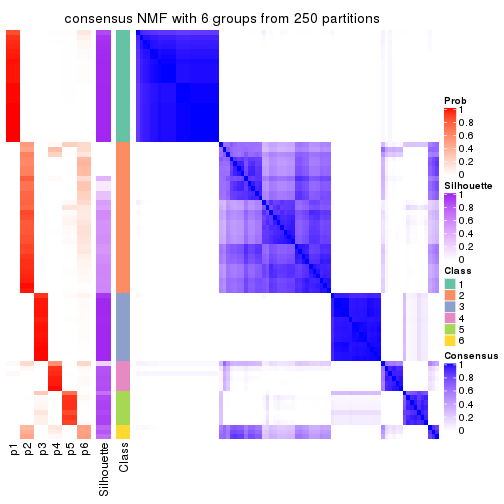 consensus NMF with 6 groups from 250 partitions
Prob
1
0.8
0.6
0.4
0.2
0
Silhouette
1
0.8
0.6
0.4
0.2
0
Class
1
2
3
4
5
6
Consensus
1
0.8
0.6
0.4
0.2
0
p1
p2
p3
p4
p5
p6
Silhouette
Class